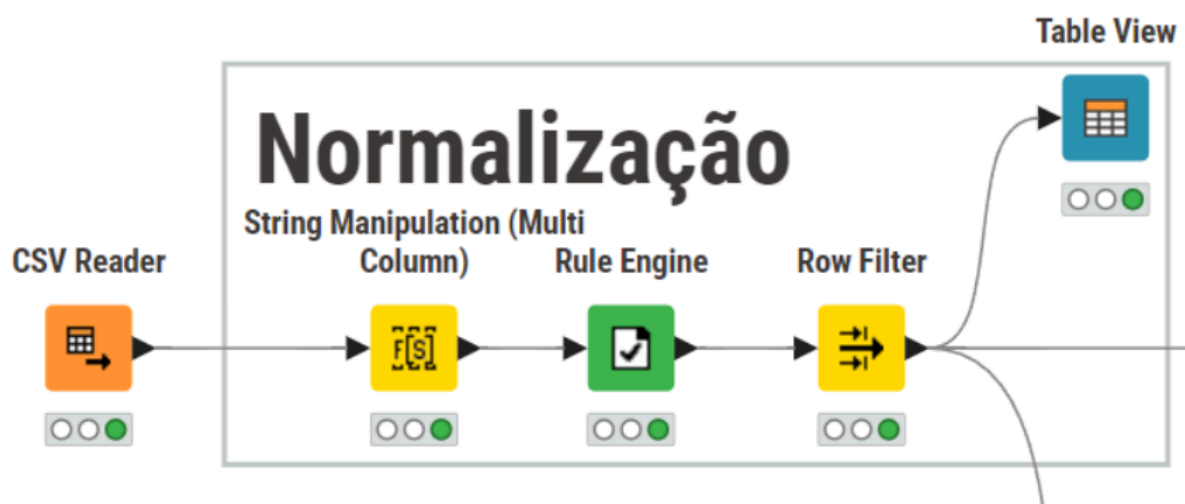 Table View
Normalização
String Manipulation (Multi
Column)
CSV Reader
Rule Engine
Row Filter
F[S]